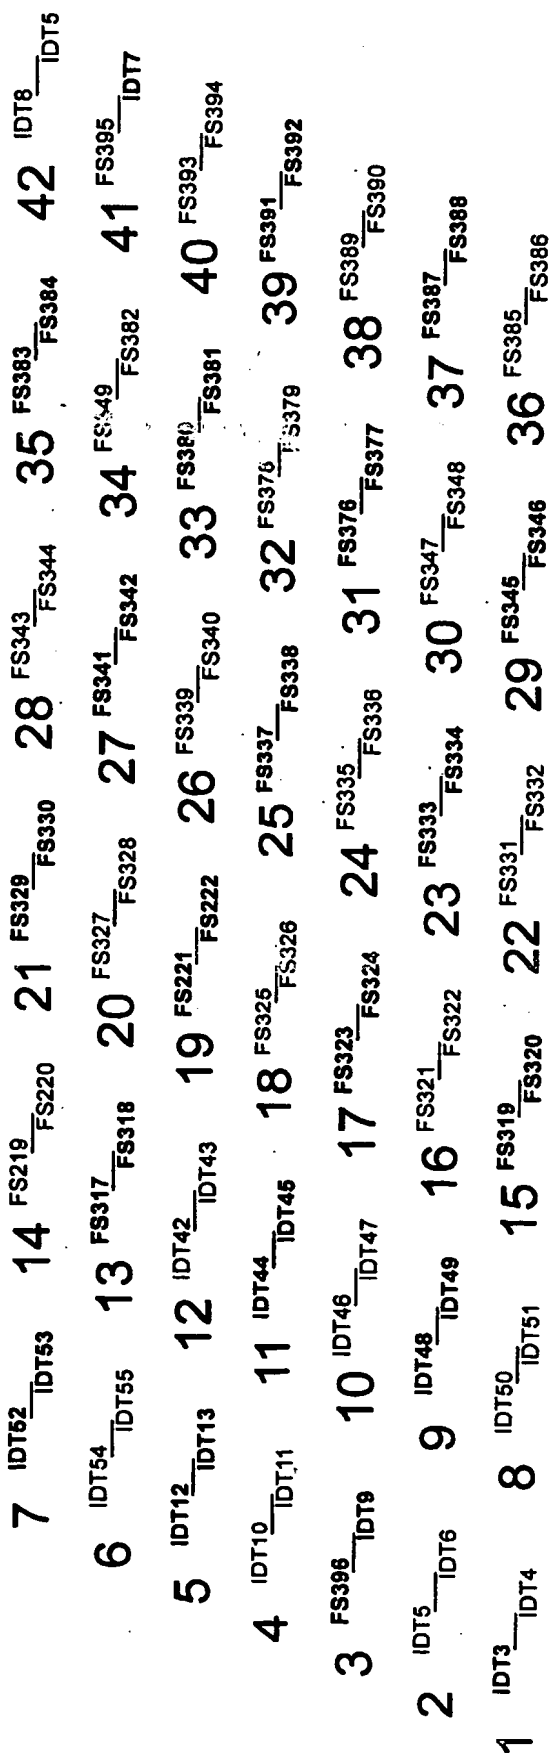 1 IDT3
IDT4
2 IDT5
IDT6
3 FS396
IDT9
4 IDT10
IDT11
5 IDT12
IDT13
6 IDT54
IDT55
7 IDT52
IDT53
8 IDT50
IDT51
9 IDT48
IDT49
10 IDT46
IDT47
11 IDT44
IDT45
12 IDT42
IDT43
13 FS317
FS318
14 FS219
FS220
15 FS319
FS320
16 FS321
FS322
17 FS323
FS324
18 FS325
FS326
19 FS221
FS222
20 FS327
FS328
21 FS329
FS330
22 FS331
FS332
23 FS333
FS334
24 FS335
FS336
25 FS337
FS338
26 FS339
FS340
27 FS341
FS342
28 FS343
FS344
29 FS345
FS346
30 FS347
FS348
31 FS376
FS377
32
FS379
33 FS380
FS381
34
FS382
35 FS383
FS384
36 FS385
FS386
37 FS387
FS388
38 FS389
FS390
39 FS391
FS392
40 FS393
FS394
41 FS395
IDT7
42 IDT8
IDT5